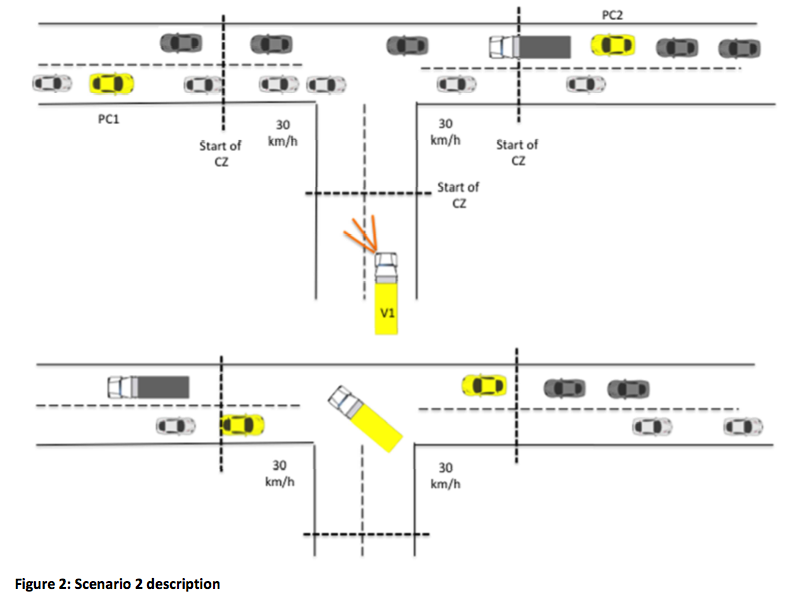 PC2
PC1
Start of
CZ
30
km/h
30
km/h
Start of
CZ
Start of
CZ
V1
30
km/h
30
km/h
Figure 2: Scenario 2 description